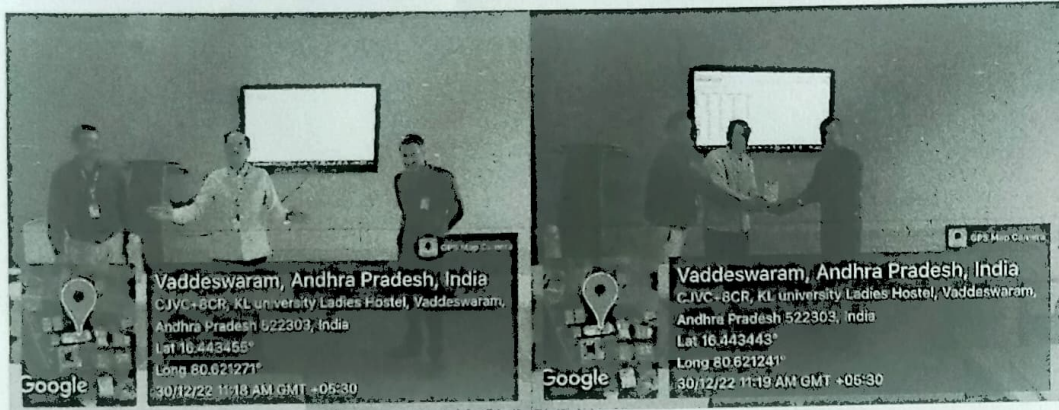 GPS Map Camera
Vaddeswaram, Andhra Pradesh, India
CJVC+8CR, KL university Ladies Hostel, Vaddeswaram,
Andhra Pradesh 522303, India
Lat 16.443455°
Long 80.621271°
30/12/22 11:18 AM GMT +05:30
Google
GPS Map Camera
Vaddeswaram, Andhra Pradesh, India
CJVC+8CR, KL university Ladies Hostel, Vaddeswaram,
Andhra Pradesh 522303, India
Lat 16.443443°
Long 80.621241°
30/12/22 11:19 AM GMT +05:30
Google